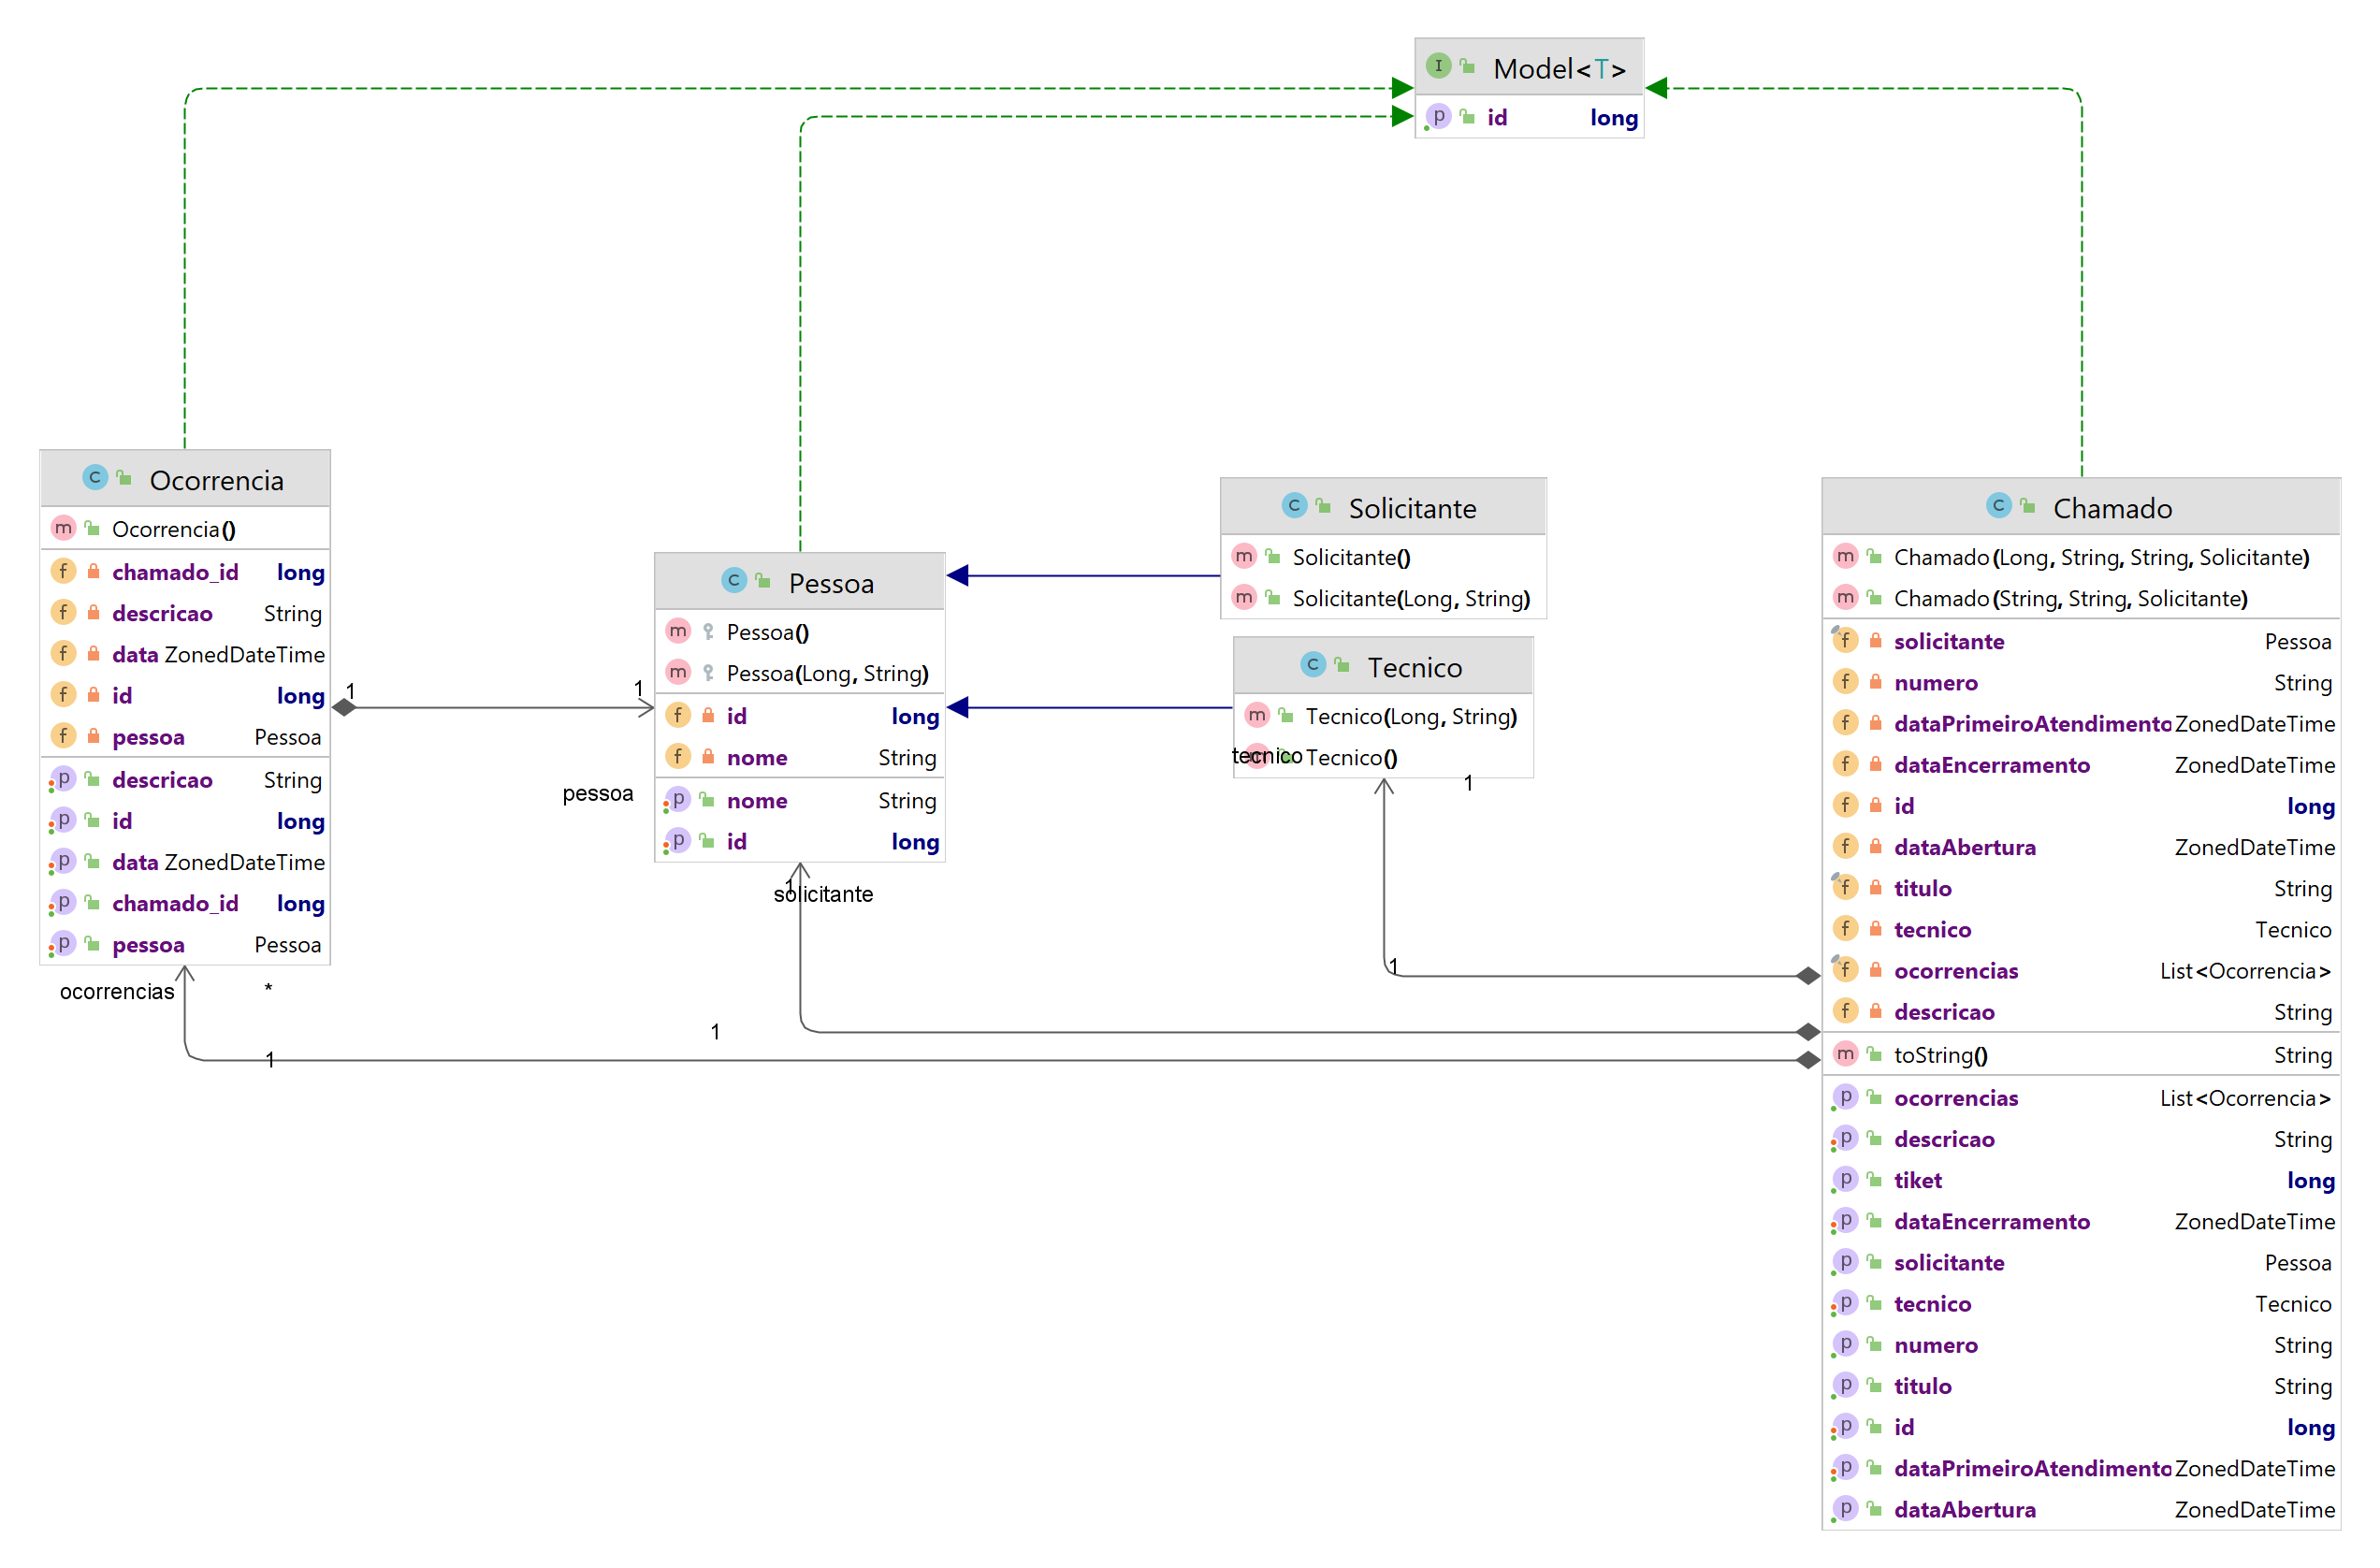 Model<T>
id long
Ocorrencia
Ocorrencia()
chamado_id long
descricao String
data ZonedDateTime
id long
pessoa Pessoa
descricao String
id long
data ZonedDateTime
chamado_id long
pessoa Pessoa
1
1
pessoa
Pessoa
Pessoa()
Pessoa(Long, String)
id long
nome String
nome String
id long
1
solicitante
Solicitante
Solicitante()
Solicitante(Long, String)
Tecnico
Tecnico(Long, String)
tecnico
Tecnico()
1
1
ocorrencias
*
1
1
Chamado
Chamado(Long, String, String, Solicitante)
Chamado(String, String, Solicitante)
solicitante Pessoa
numero String
dataPrimeiroAtendimento ZonedDateTime
dataEncerramento ZonedDateTime
id long
dataAbertura ZonedDateTime
titulo String
tecnico Tecnico
ocorrencias List<Ocorrencia>
descricao String
toString() String
ocorrencias List<Ocorrencia>
descricao String
tiket long
dataEncerramento ZonedDateTime
solicitante Pessoa
tecnico Tecnico
numero String
titulo String
id long
dataPrimeiroAtendimento ZonedDateTime
dataAbertura ZonedDateTime